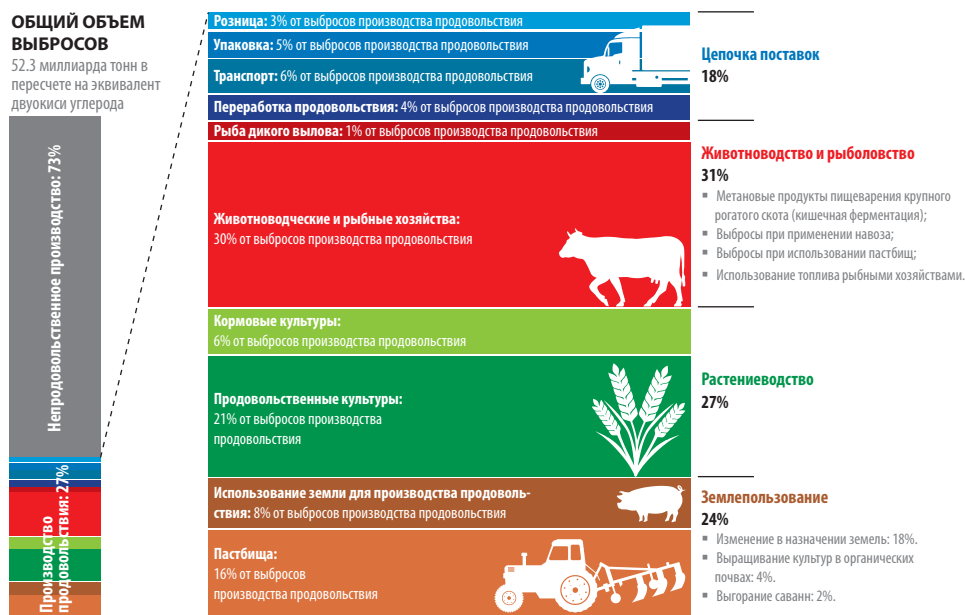 ОБЩИЙ ОБЪЕМ
ВЫБРОСОВ
52.3 миллиарда тонн в
пересчете на эквивалент
двуокиси углерода
Непродовольственное производство: 73%
Производство
продовольствия: 27%
Розница: 3% от выбросов производства продовольствия
Упаковка: 5% от выбросов производства продовольствия
Транспорт: 6% от выбросов производства продовольствия
Переработка продовольствия: 4% от выбросов производства продовольствия
Рыба дикого вылова: 1% от выбросов производства продовольствия
Животноводческие и рыбные хозяйства:
30% от выбросов производства продовольствия
Кормовые культуры:
6% от выбросов производства продовольствия
Продовольственные культуры:
21% от выбросов производства
продовольствия
Использование земли для производства продоволь-
ствия: 8% от выбросов производства продовольствия
Пастбища:
16% от выбросов
производства продовольствия
Цепочка поставок
18%
Животноводство и рыболовство
31%
▪ Метановые продукты пищеварения крупного
рогатого скота (кишечная ферментация);
▪ Выбросы при применении навоза;
▪ Выбросы при использовании пастбищ;
▪ Использование топлива рыбными хозяйствами.
Растениеводство
27%
Землепользование
24%
▪ Изменение в назначении земель: 18%.
▪ Выращивание культур в органических
почвах: 4%.
▪ Выгорание саванн: 2%.